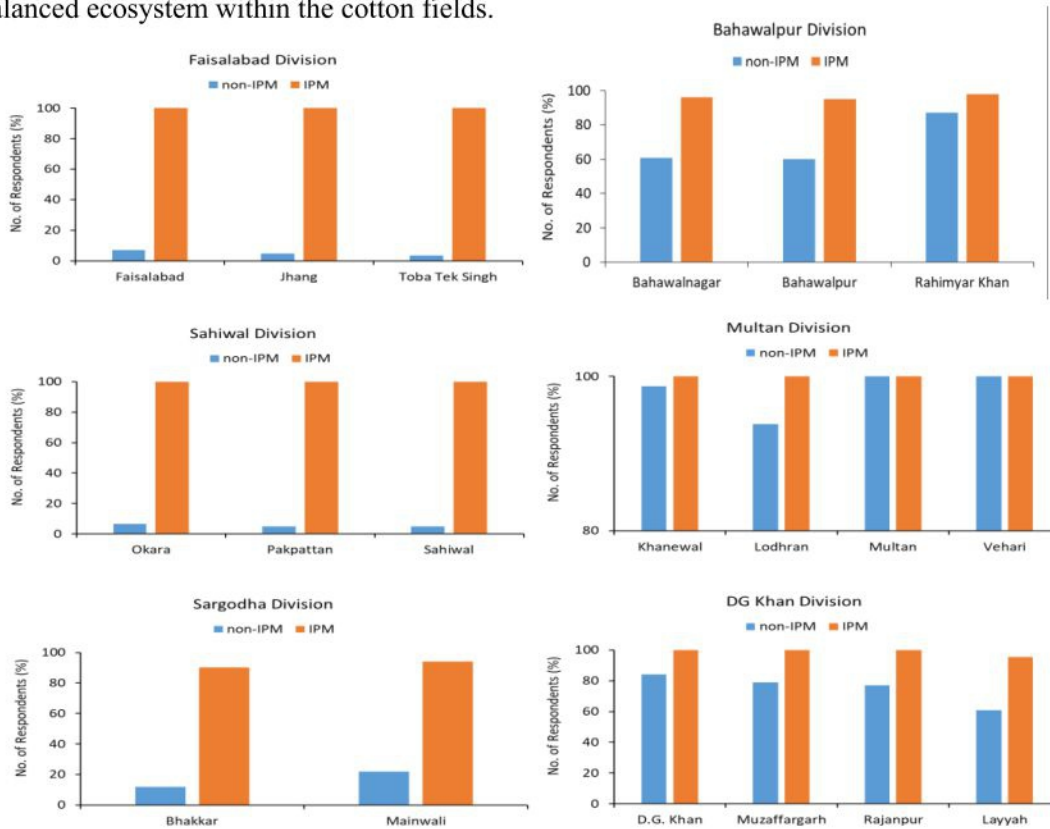 alanced ecosystem within the cotton fields.
Faisalabad Division
non-IPM IPM
No. of Respondents (%)
100
80
60
40
20
0
Faisalabad Jhang Toba Tek Singh
Bahawalpur Division
non-IPM IPM
No. of Respondents (%)
100
80
60
40
20
0
Bahawalnagar Bahawalpur Rahimyar Khan
Sahiwal Division
non-IPM IPM
No. of Respondents (%)
100
80
60
40
20
0
Okara Pakpattan Sahiwal
Multan Division
non-IPM IPM
No. of Respondents (%)
100
80
Khanewal Lodhran Multan Vehari
Sargodha Division
non-IPM IPM
No. of Respondents (%)
100
80
60
40
20
0
Bhakkar Mainwali
DG Khan Division
non-IPM IPM
No. of Respondents (%)
100
80
60
40
20
0
D.G. Khan Muzaffargarh Rajanpur Layyah